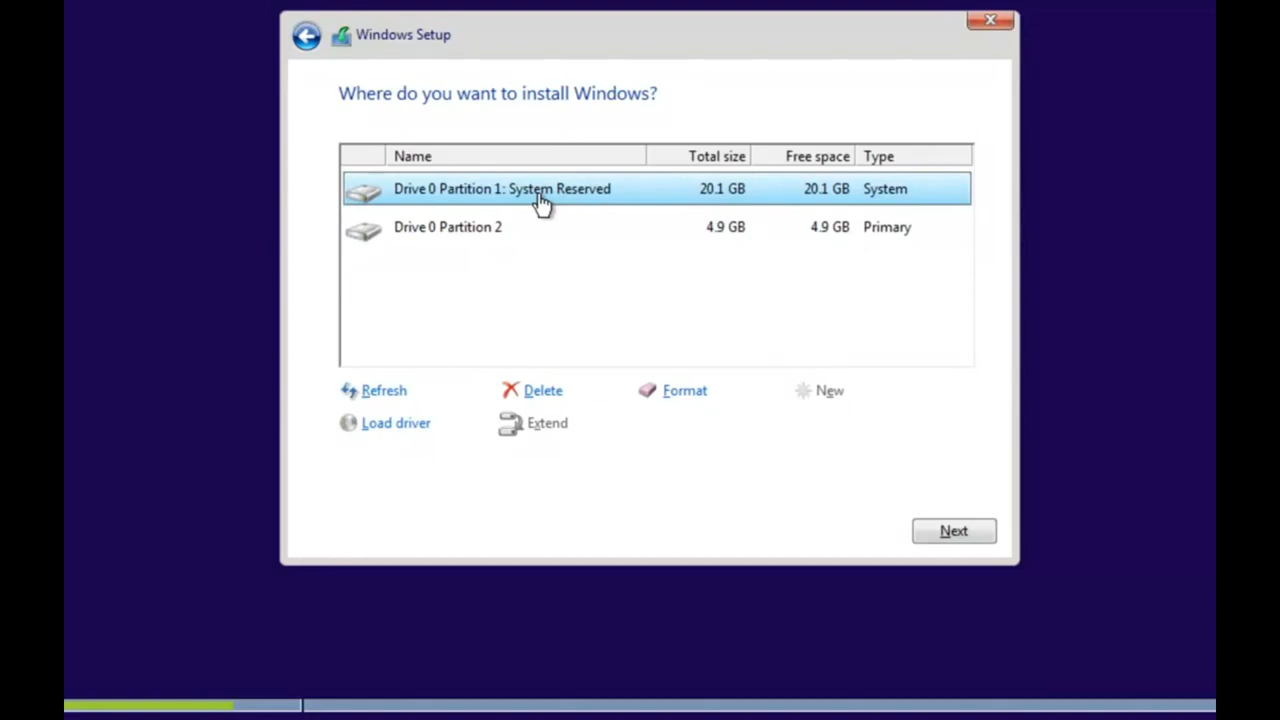 Windows Setup
Where do you want to install Windows?
Name Total size Free space Type
Drive 0 Partition 1: System Reserved 20.1 GB 20.1 GB System
Drive 0 Partition 2 4.9 GB 4.9 GB Primary
Refresh Delete Format New
Load driver Extend
Next